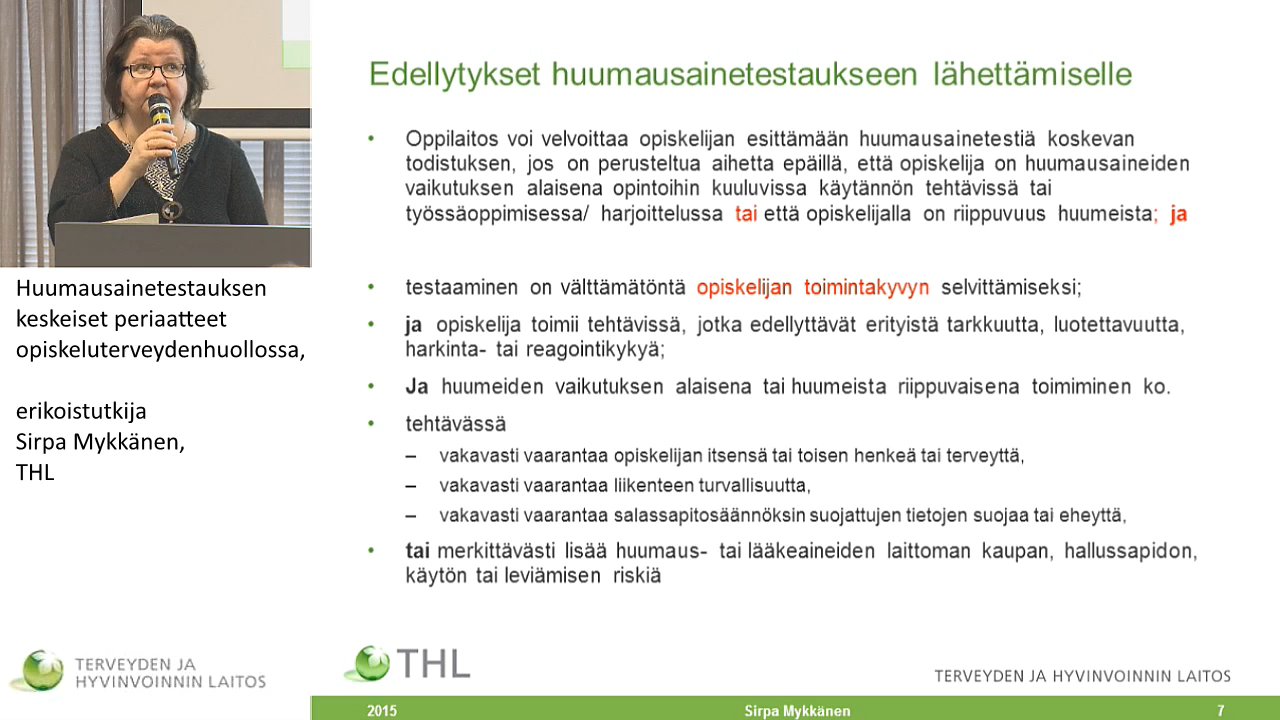 Huumausainetestauksen
keskeiset periaatteet
opiskeluterveydenhuollossa,
erikoistutkija
Sirpa Mykkänen,
THL
TERVEYDEN JA
HYVINVOINNIN LAITOS
Edellytykset huumausainetestaukseen lähettämiselle
• Oppilaitos voi velvoittaa opiskelijan esittämään huumausainetestiä koskevan
todistuksen, jos on perusteltua aihetta epäillä, että opiskelija on huumausaineiden
vaikutuksen alaisena opintoihin kuuluvissa käytännön tehtävissä tai
työssäoppimisessa/ harjoittelussa tai että opiskelijalla on riippuvuus huumeista; ja
• testaaminen on välttämätöntä opiskelijan toimintakyvyn selvittämiseksi;
• ja opiskelija toimii tehtävissä, jotka edellyttävät erityistä tarkkuutta, luotettavuutta,
harkinta- tai reagointikykyä;
• Ja huumeiden vaikutuksen alaisena tai huumeista riippuvaisena toimiminen ko.
• tehtävässä
– vakavasti vaarantaa opiskelijan itsensä tai toisen henkeä tai terveyttä,
– vakavasti vaarantaa liikenteen turvallisuutta,
– vakavasti vaarantaa salassapitosäännöksin suojattujen tietojen suojaa tai eheyttä,
• tai merkittävästi lisää huumaus- tai lääkeaineiden laittoman kaupan, hallussapidon,
käytön tai leviämisen riskiä
THL
TERVEYDEN JA HYVINVOINNIN LAITOS
2015 Sirpa Mykkänen 7